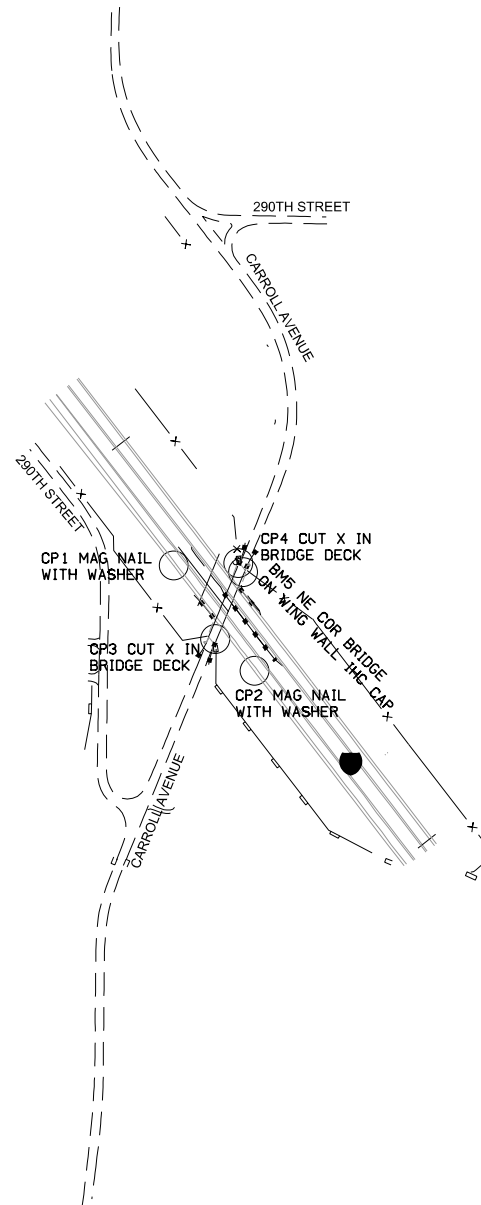 290TH STREET
CARROLL AVENUE
290TH STREET
CP4 CUT X IN
BRIDGE DECK
CP1 MAG NAIL
WITH WASHER
BM5 NE COR BRIDGE
ON WING WALL IHC CAP
CP3 CUT X IN
BRIDGE DECK
CP2 MAG NAIL
WITH WASHER
CARROLL AVENUE